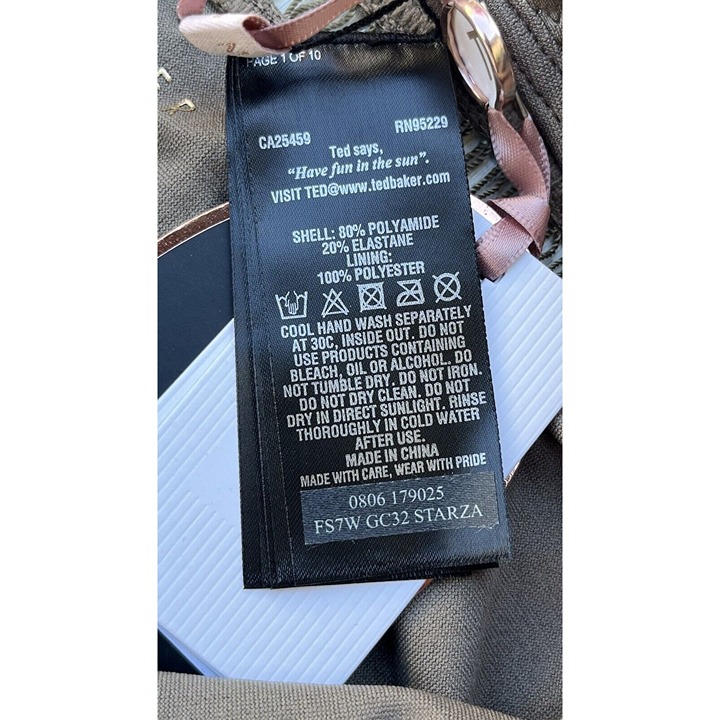 PAGE 1 OF 10
CA25459 RN95229
Ted says,
"Have fun in the sun".
VISIT TED@www.tedbaker.com
SHELL: 80% POLYAMIDE
20% ELASTANE
LINING:
100% POLYESTER
COOL HAND WASH SEPARATELY
AT 30C, INSIDE OUT. DO NOT
USE PRODUCTS CONTAINING
BLEACH, OIL OR ALCOHOL. DO
NOT TUMBLE DRY. DO NOT IRON.
DO NOT DRY CLEAN. DO NOT
DRY IN DIRECT SUNLIGHT. RINSE
THOROUGHLY IN COLD WATER
AFTER USE.
MADE IN CHINA
MADE WITH CARE, WEAR WITH PRIDE
0806 179025
FS7W GC32 STARZA